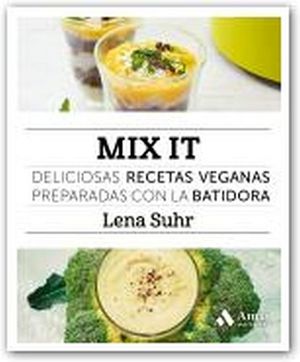 MIX IT
DELICIOSAS RECETAS VEGANAS
PREPARADAS CON LA BATIDORA
Lena Suhr